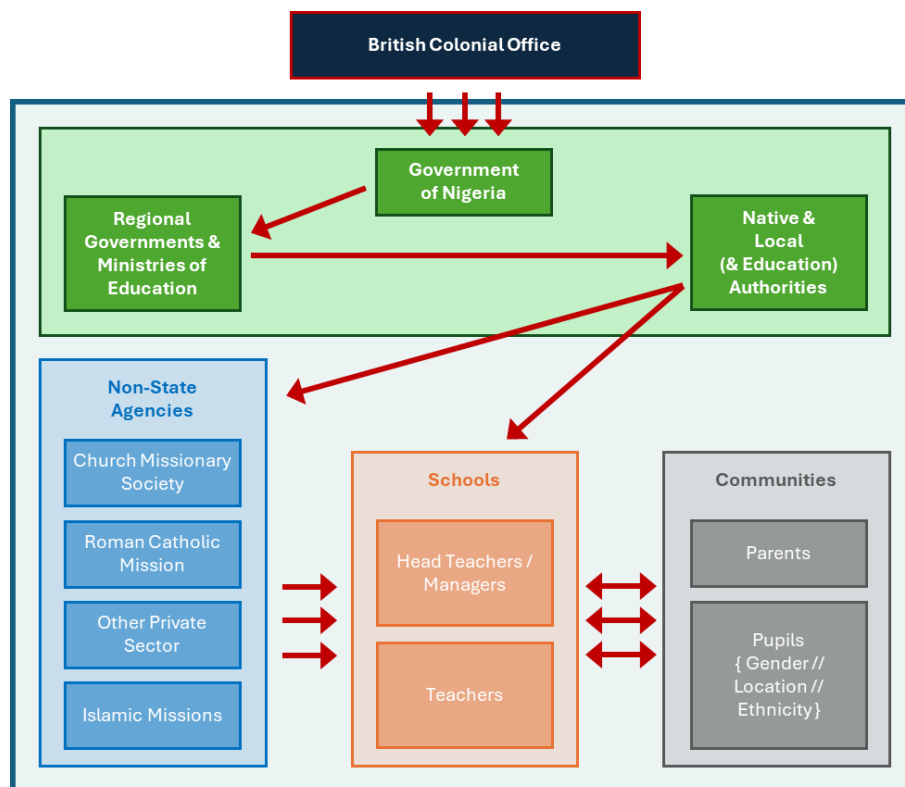 British Colonial Office
Government
of Nigeria
Regional
Governments &
Ministries of
Education
Native &
Local
(& Education)
Authorities
Non-State
Agencies
Church Missionary
Society
Roman Catholic
Mission
Other Private
Sector
Islamic Missions
Schools
Head Teachers /
Managers
Teachers
Communities
Parents
Pupils
{ Gender //
Location //
Ethnicity}